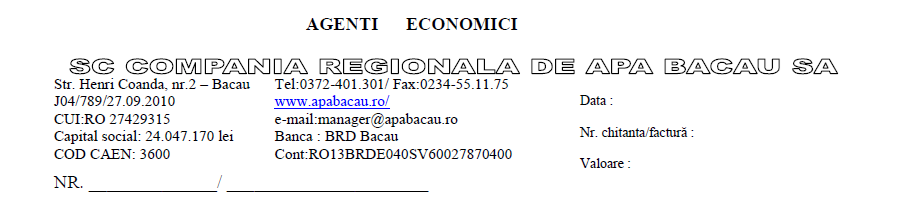 AGENTI ECONOMICI
SC COMPANIA REGIONALA DE APA BACAU SA
Str. Henri Coanda, nr.2 – Bacau
J04/789/27.09.2010
CUI:RO 27429315
Capital social: 24.047.170 lei
COD CAEN: 3600
Tel:0372-401.301/ Fax:0234-55.11.75
www.apabacau.ro/
e-mail:manager@apabacau.ro
Banca : BRD Bacau
Cont:RO13BRDE040SV60027870400
Data :
Nr. chitanta/factură :
Valoare :
NR. ______________/ ______________________